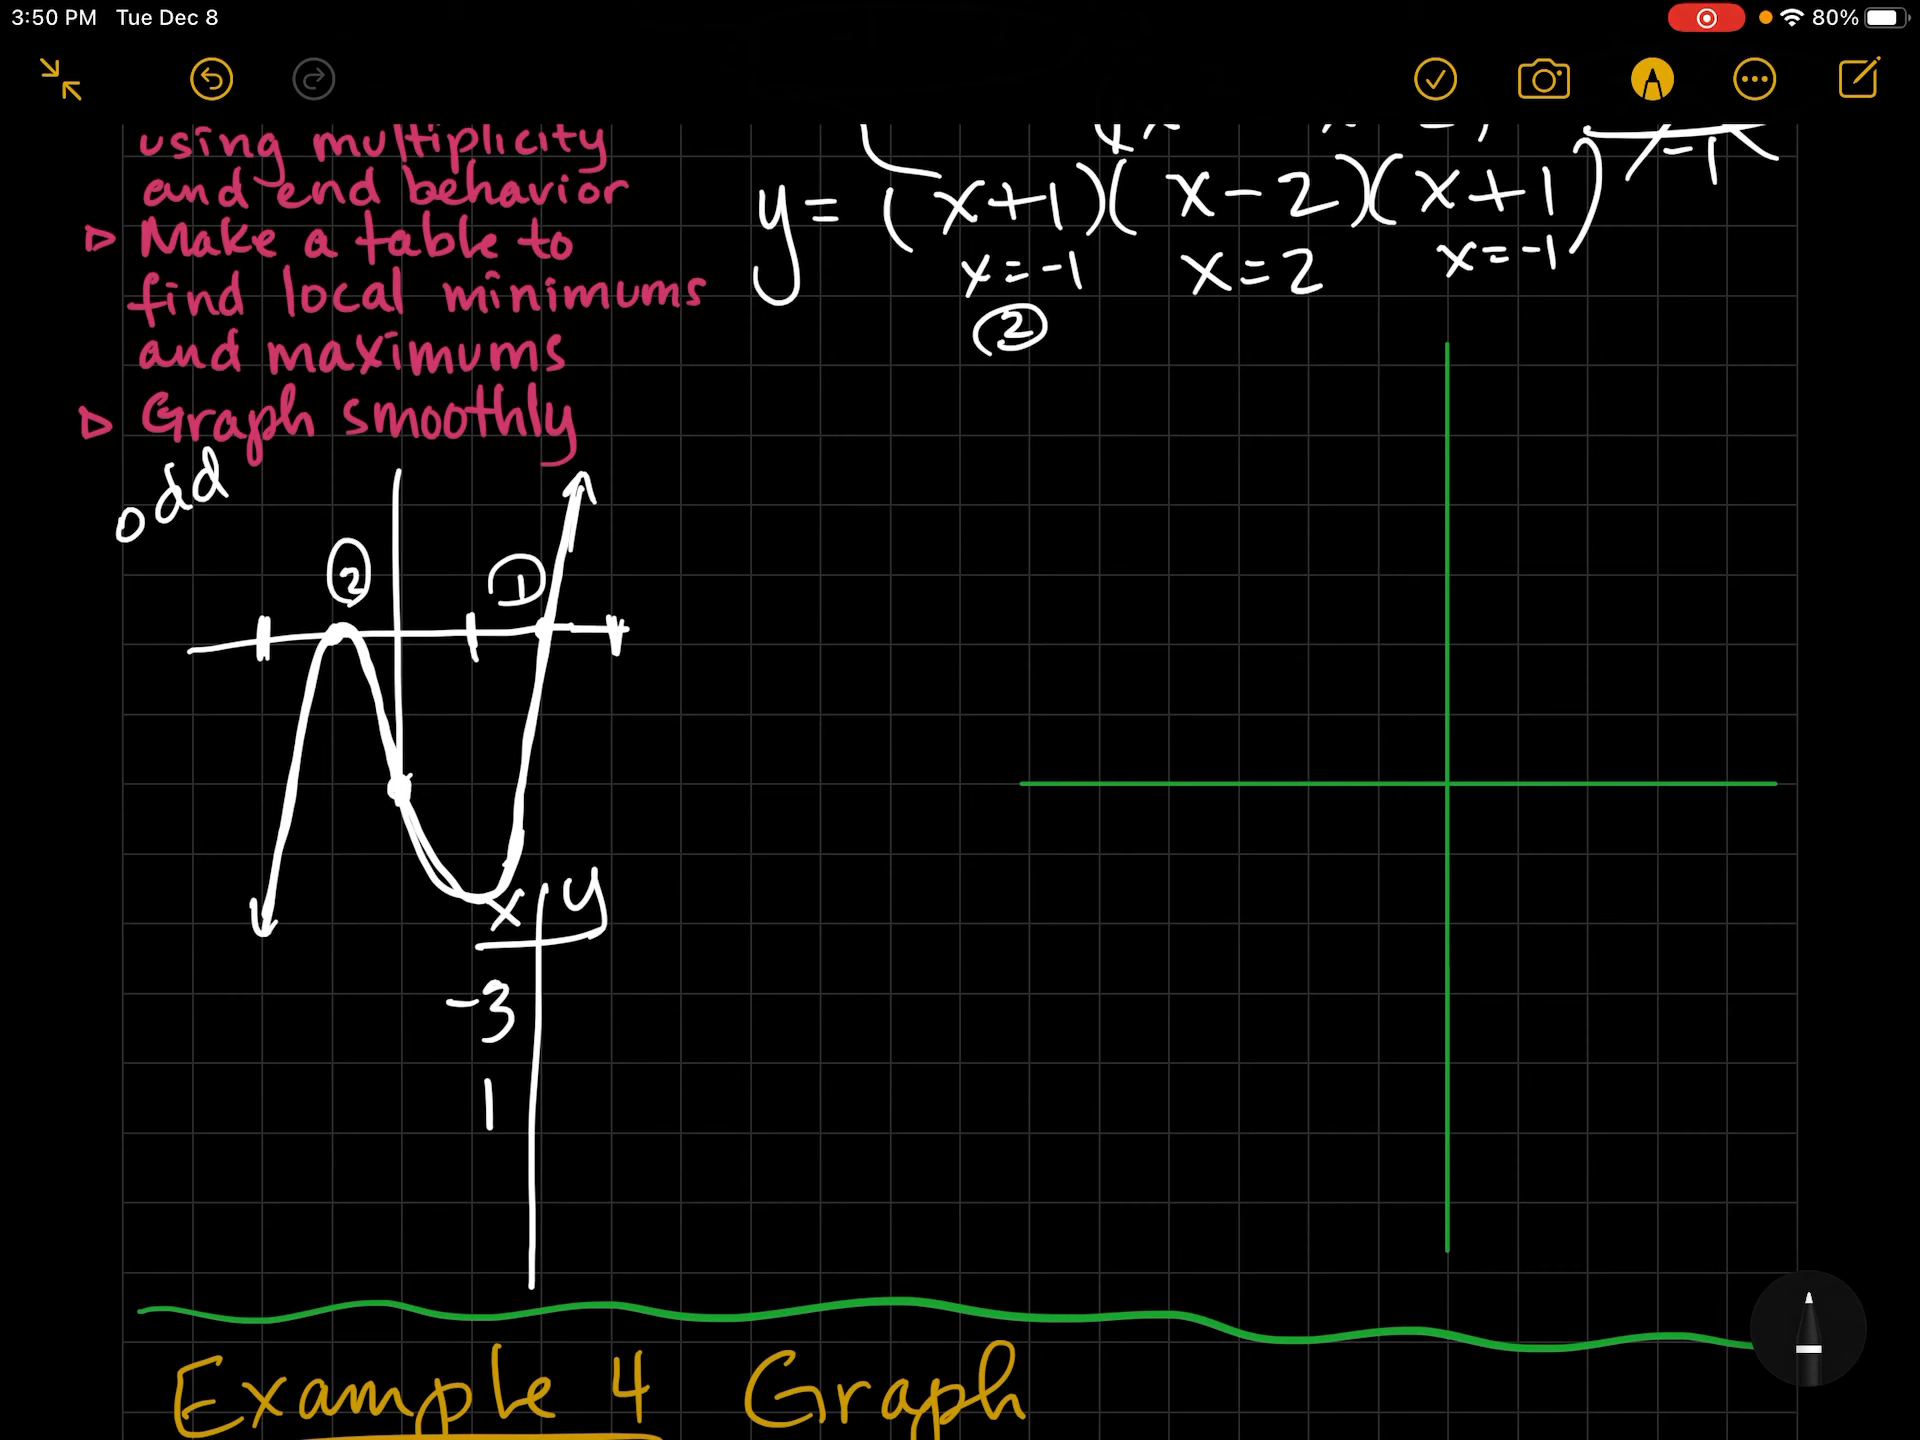 3:50 PM Tue Dec 8
80%
using multiplicity
and end behavior
▷ Make a table to
find local minimums
and maximums
▷ Graph smoothly
y = (x+1)(x-2)(x+1)
x=-1 x=2 x=-1
②
-1
odd
② ①
x y
-3
1
Example 4 Graph